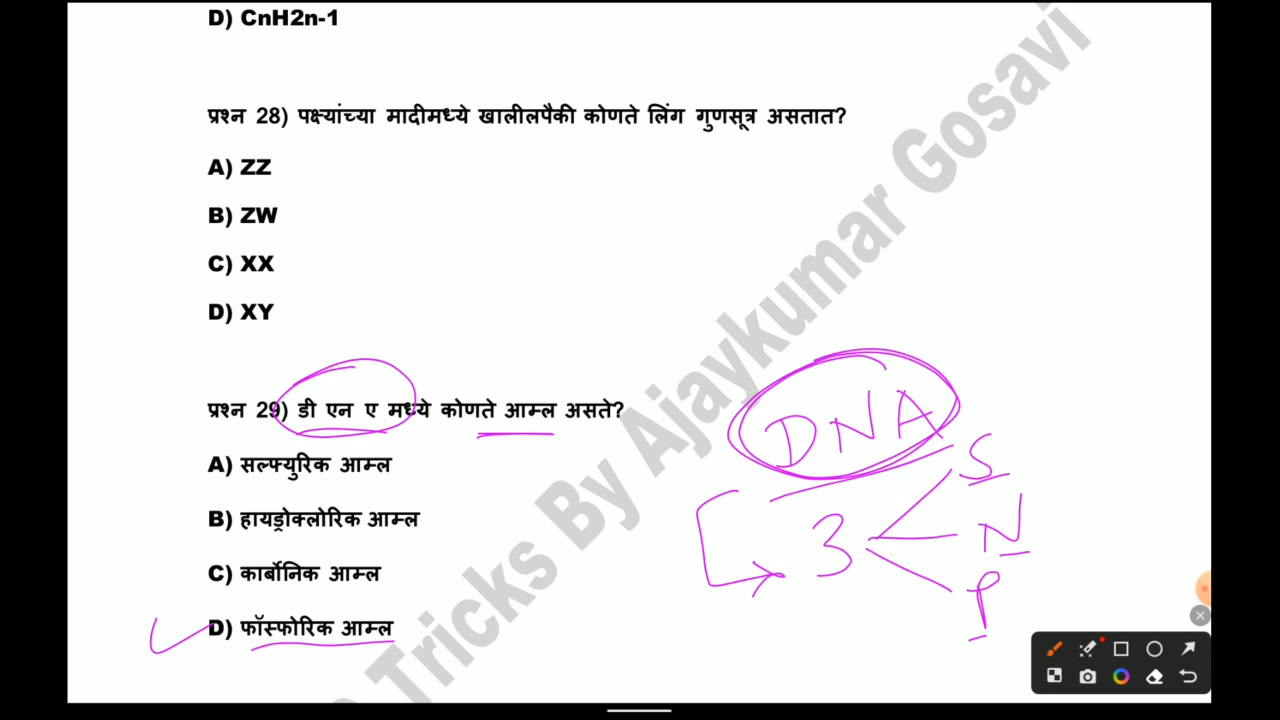 D) CnH2n-1
प्रश्न 28) पक्ष्यांच्या मादीमध्ये खालीलपैकी कोणते लिंग गुणसूत्र असतात?
A) ZZ
B) ZW
C) XX
D) XY
प्रश्न 29) डी एन ए मध्ये कोणते आम्ल असते?
A) सल्फ्युरिक आम्ल
B) हायड्रोक्लोरिक आम्ल
C) कार्बोनिक आम्ल
D) फॉस्फोरिक आम्ल
DNA
3
S
N
P
Tricks By Ajaykumar Gosavi